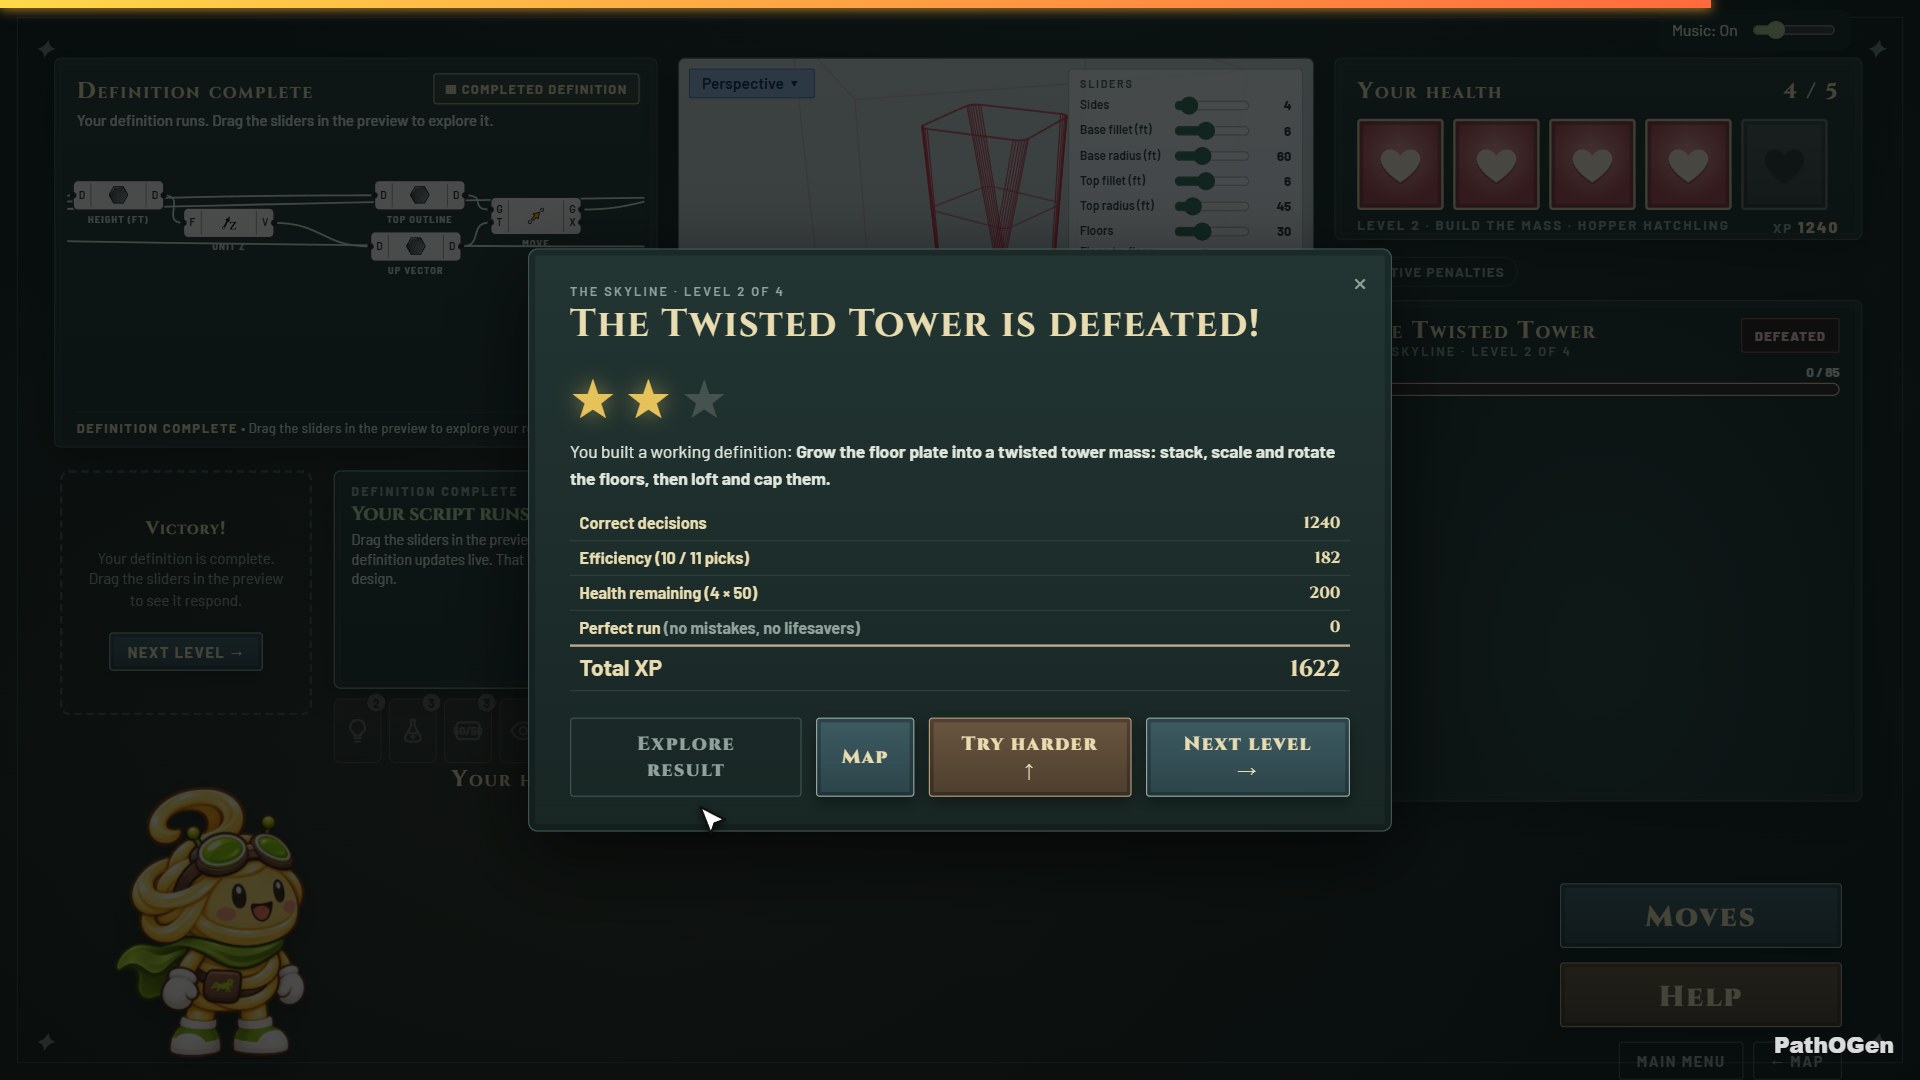 Music: On
Definition complete
COMPLETED DEFINITION
Your definition runs. Drag the sliders in the preview to explore it.
D D
HEIGHT (FT)
F Z V
UNIT Z
D D
TOP OUTLINE
D D
UP VECTOR
G G
T X
MOVE
DEFINITION COMPLETE • Drag the sliders in the preview to explore your
Perspective ▾
SLIDERS
Sides 4
Base fillet (ft) 6
Base radius (ft) 60
Top fillet (ft) 6
Top radius (ft) 45
Floors 30
Your health 4 / 5
LEVEL 2 · BUILD THE MASS · HOPPER HATCHLING XP 1240
TIVE PENALTIES
E Twisted Tower
SKYLINE · LEVEL 2 OF 4
DEFEATED
0 / 85
THE SKYLINE · LEVEL 2 OF 4
×
The Twisted Tower is defeated!
You built a working definition: Grow the floor plate into a twisted tower mass: stack, scale and rotate
the floors, then loft and cap them.
Correct decisions 1240
Efficiency (10 / 11 picks) 182
Health remaining (4 × 50) 200
Perfect run (no mistakes, no lifesavers) 0
Total XP 1622
Explore
result
Map
Try harder
↑
Next level
→
Victory!
Your definition is complete.
Drag the sliders in the preview
to see it respond.
NEXT LEVEL →
DEFINITION COMPLETE
Your script runs
Drag the sliders in the previe
definition updates live. That
design.
2 3 3
50/50
Your h
Moves
Help
MAIN MENU
← MAP
PathOGen